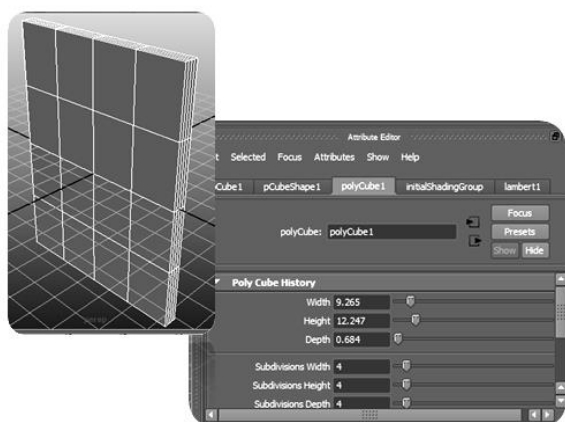 persp
Attribute Editor
t Selected Focus Attributes Show Help
Cube1 pCubeShape1 polyCube1 initialShadingGroup lambert1
polyCube: polyCube1
Focus
Presets
Show Hide
Poly Cube History
Width 9.265
Height 12.247
Depth 0.684
Subdivisions Width 4
Subdivisions Height 4
Subdivisions Depth 4